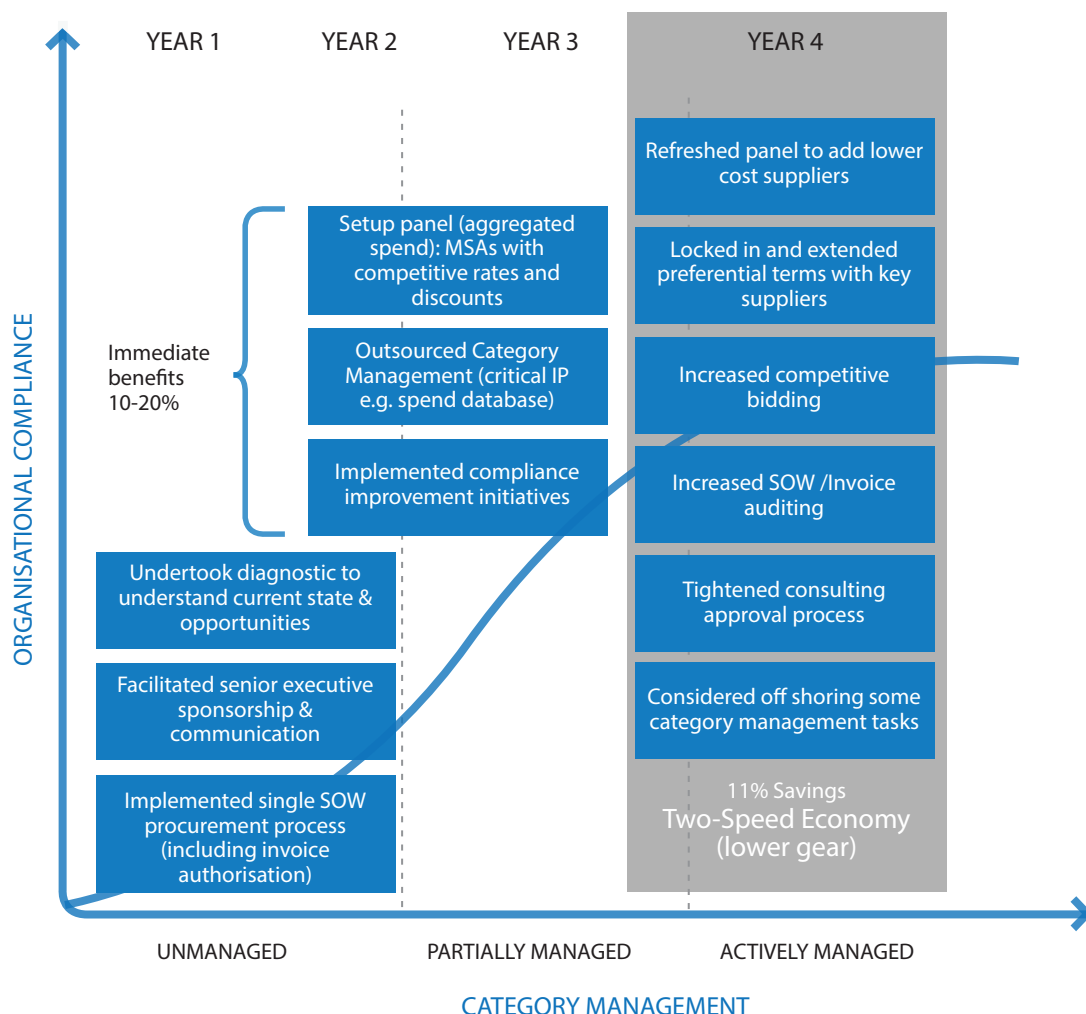 YEAR 1
YEAR 2
YEAR 3
YEAR 4
Refreshed panel to add lower
cost suppliers
Setup panel (aggregated
spend): MSAs with
competitive rates and
discounts
Locked in and extended
preferential terms with key
suppliers
Immediate
benefits
10-20%
Outsourced Category
Management (critical IP
e.g. spend database)
Increased competitive
bidding
Implemented compliance
improvement initiatives
Increased SOW /Invoice
auditing
Undertook diagnostic to
understand current state &
opportunities
Tightened consulting
approval process
Facilitated senior executive
sponsorship &
communication
Considered off shoring some
category management tasks
Implemented single SOW
procurement process
(including invoice
authorisation)
11% Savings
Two-Speed Economy
(lower gear)
ORGANISATIONAL COMPLIANCE
UNMANAGED
PARTIALLY MANAGED
ACTIVELY MANAGED
CATEGORY MANAGEMENT